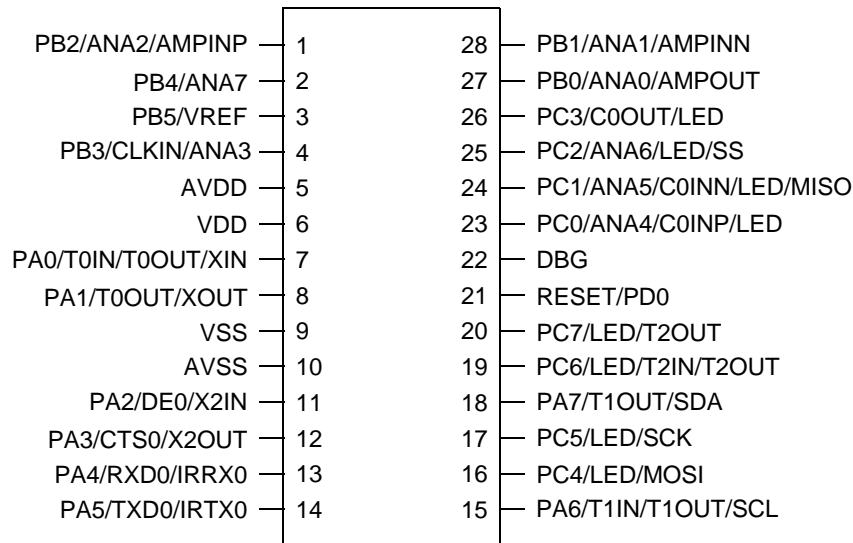 PB2/ANA2/AMPINP 1 28 PB1/ANA1/AMPINN
PB4/ANA7 2 27 PB0/ANA0/AMPOUT
PB5/VREF 3 26 PC3/C0OUT/LED
PB3/CLKIN/ANA3 4 25 PC2/ANA6/LED/SS
AVDD 5 24 PC1/ANA5/C0INN/LED/MISO
VDD 6 23 PC0/ANA4/C0INP/LED
PA0/T0IN/T0OUT/XIN 7 22 DBG
PA1/T0OUT/XOUT 8 21 RESET/PD0
VSS 9 20 PC7/LED/T2OUT
AVSS 10 19 PC6/LED/T2IN/T2OUT
PA2/DE0/X2IN 11 18 PA7/T1OUT/SDA
PA3/CTS0/X2OUT 12 17 PC5/LED/SCK
PA4/RXD0/IRRX0 13 16 PC4/LED/MOSI
PA5/TXD0/IRTX0 14 15 PA6/T1IN/T1OUT/SCL